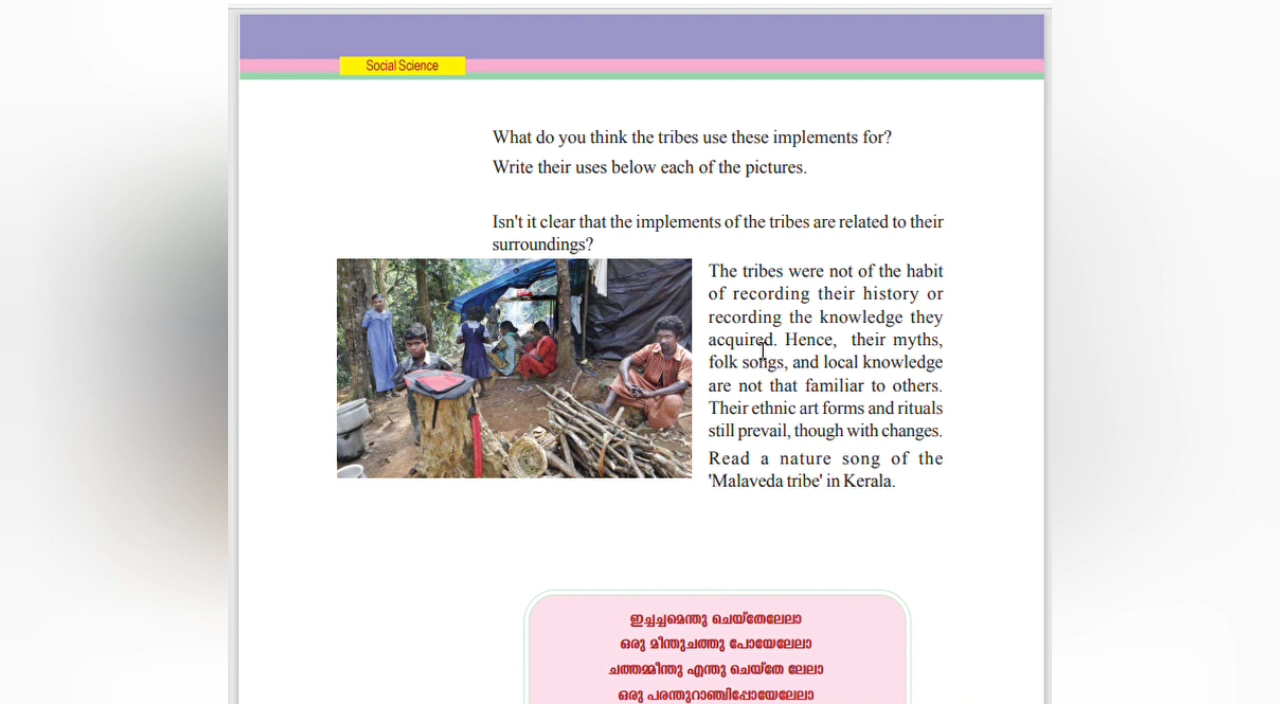 Social Science
What do you think the tribes use these implements for?
Write their uses below each of the pictures.
Isn't it clear that the implements of the tribes are related to their
surroundings?
The tribes were not of the habit
of recording their history or
recording the knowledge they
acquired. Hence, their myths,
folk songs, and local knowledge
are not that familiar to others.
Their ethnic art forms and rituals
still prevail, though with changes.
Read a nature song of the
'Malaveda tribe' in Kerala.
ഇച്ചച്ചമെന്തു ചെയ്തേലേലാ
ഒരു മീന്തുചത്തു പോയേലേലാ
ചത്തമ്മീന്തു എന്തു ചെയ്തേ ലേലാ
ഒരു പരന്തുറാഞ്ചിപ്പോയേലേലാ